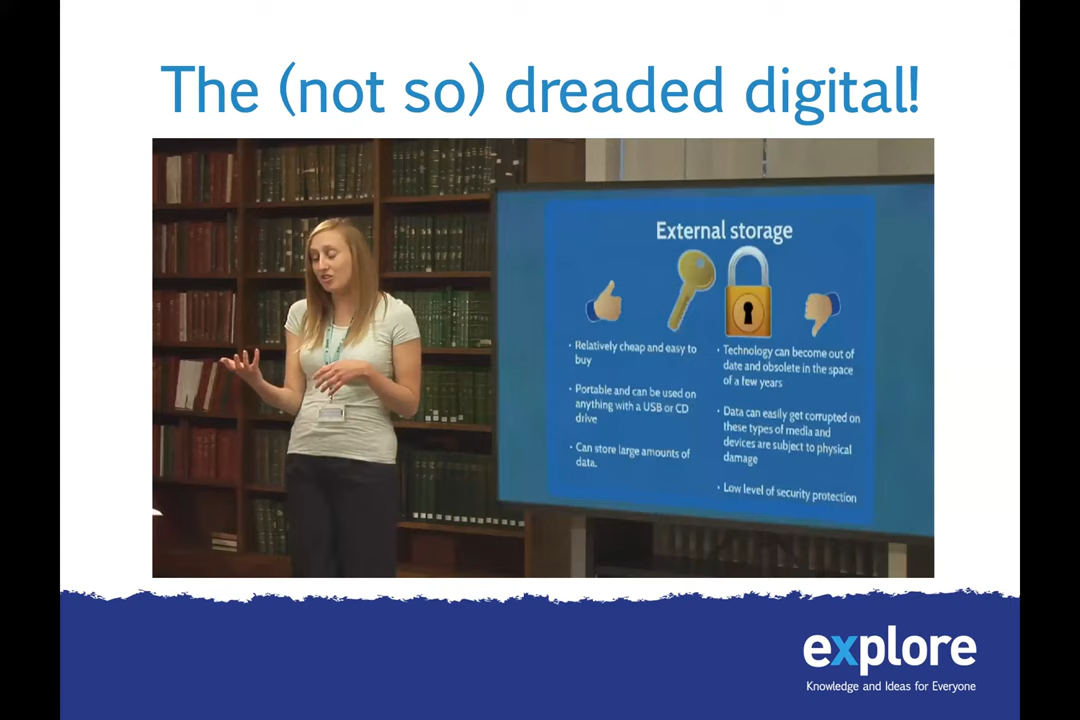 The (not so) dreaded digital!
External storage
· Relatively cheap and easy to
buy
· Portable and can be used on
anything with a USB or CD
drive
· Can store large amounts of
data.
· Technology can become out of
date and obsolete in the space
of a few years
· Data can easily get corrupted on
these types of media and
devices are subject to physical
damage
· Low level of security protection
explore
Knowledge and Ideas for Everyone